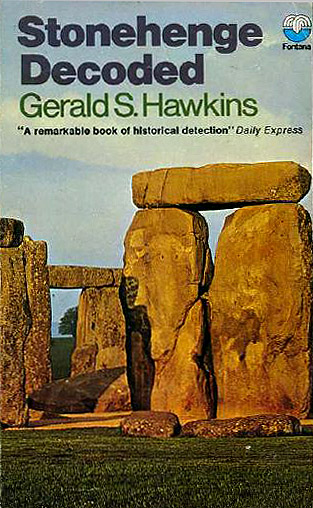 Stonehenge
Decoded
Fontana
Gerald S. Hawkins
"A remarkable book of historical detection" Daily Express